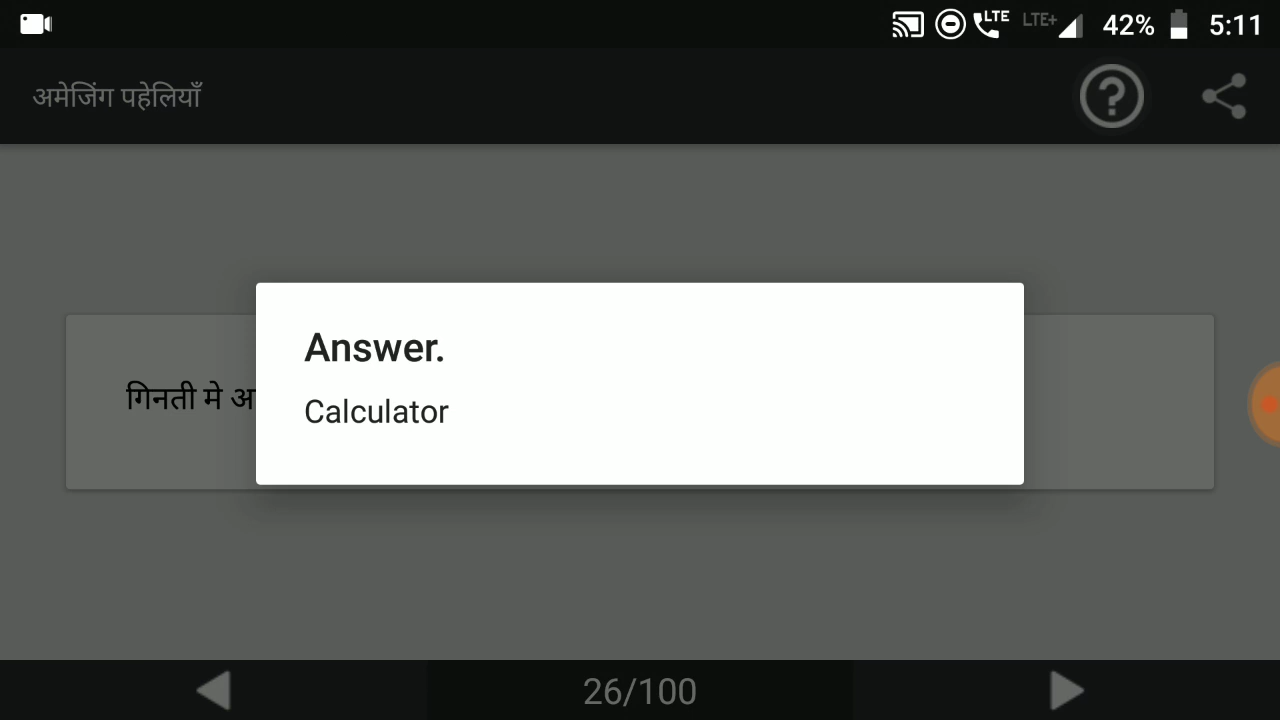 LTE LTE+ 42% 5:11
अमेजिंग पहेलियाँ
Answer.
Calculator
गिनती मे
26/100